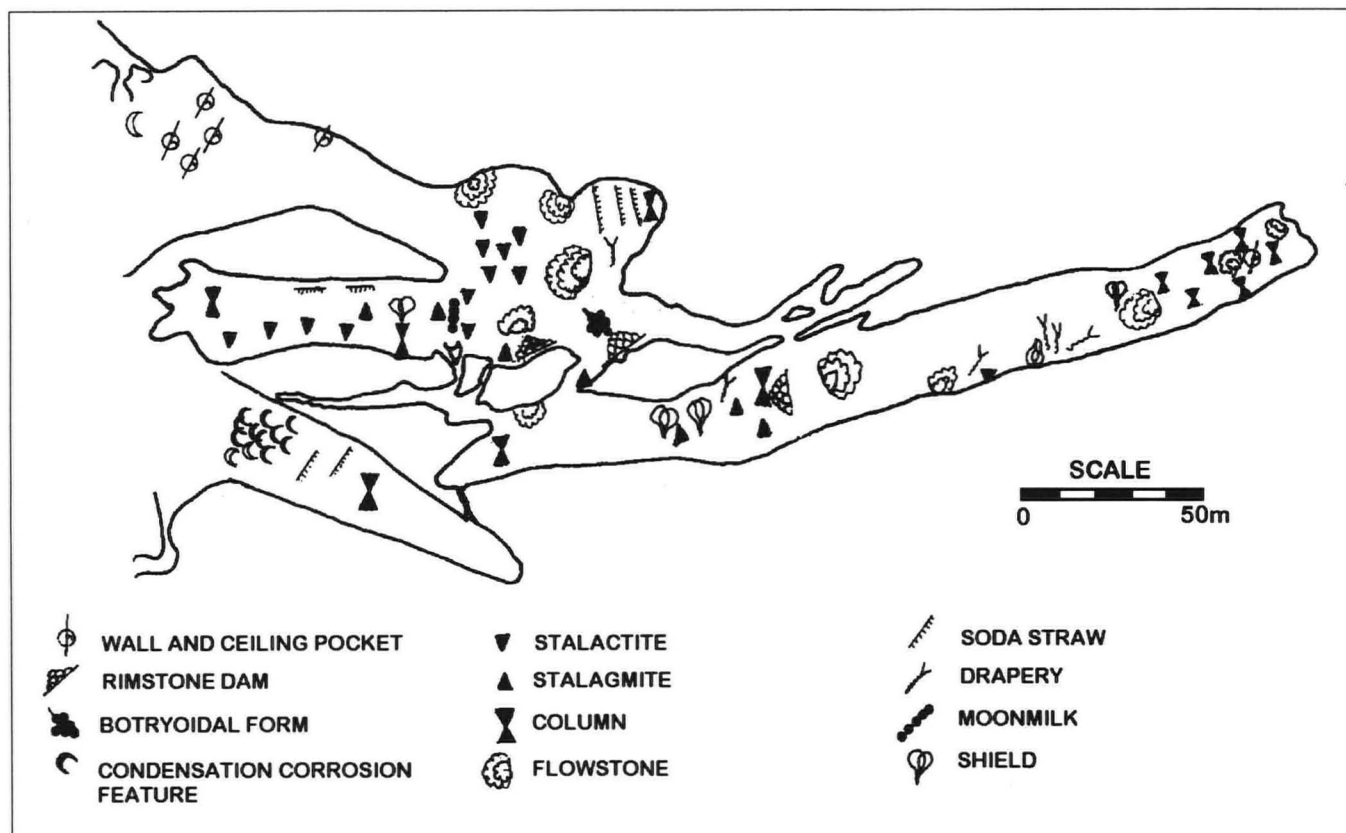 SCALE
0 50m
WALL AND CEILING POCKET
RIMSTONE DAM
BOTRYOIDAL FORM
CONDENSATION CORROSION
FEATURE
STALACTITE
STALAGMITE
COLUMN
FLOWSTONE
SODA STRAW
DRAPERY
MOONMILK
SHIELD